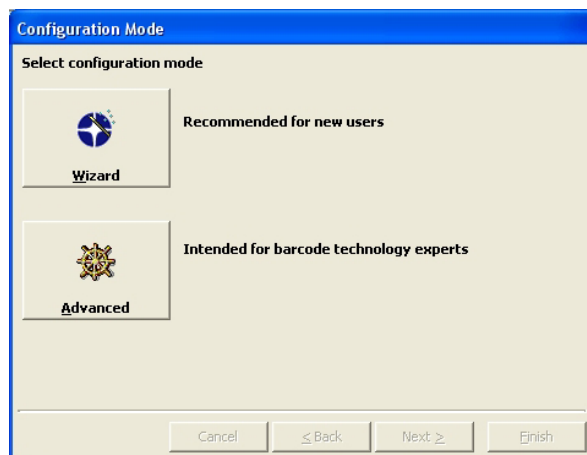 Configuration Mode
Select configuration mode
Recommended for new users
Wizard
Intended for barcode technology experts
Advanced
Cancel
< Back
Next >
Finish